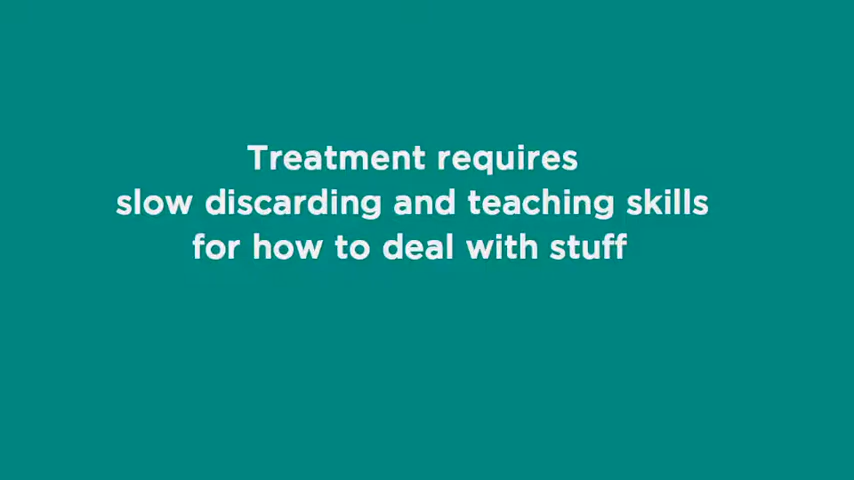 Treatment requires
slow discarding and teaching skills
for how to deal with stuff